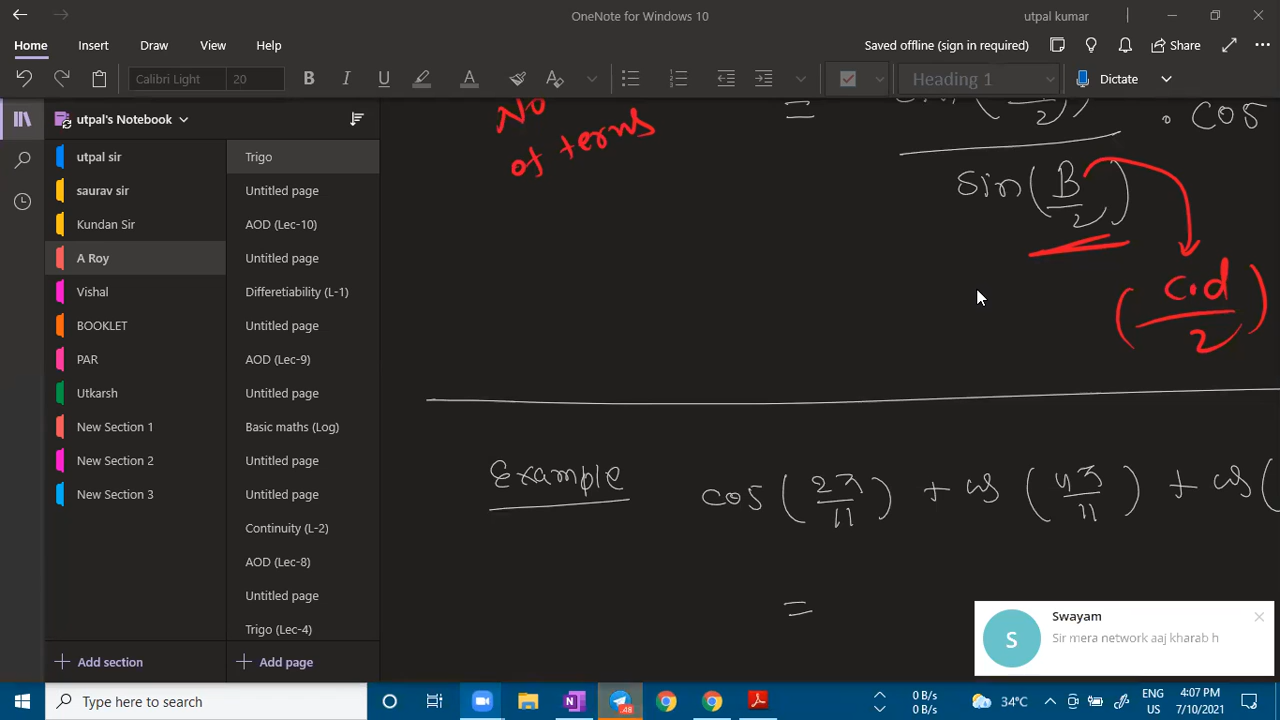 OneNote for Windows 10
utpal kumar
Home Insert Draw View Help
Saved offline (sign in required)
Share
Calibri Light 20
B I U A
Heading 1
Dictate
utpal's Notebook
utpal sir
saurav sir
Kundan Sir
A Roy
Vishal
BOOKLET
PAR
Utkarsh
New Section 1
New Section 2
New Section 3
Add section
Trigo
Untitled page
AOD (Lec-10)
Untitled page
Differetiability (L-1)
Untitled page
AOD (Lec-9)
Untitled page
Basic maths (Log)
Untitled page
Untitled page
Continuity (L-2)
AOD (Lec-8)
Untitled page
Trigo (Lec-4)
Add page
No
of terms
= 2) . cos
sin(B/2)
(c.d/2)
Example cos(2π/11) + cos(4π/11) + cos(
=
Swayam
S
Sir mera network aaj kharab h
Type here to search
48
0 B/s
0 B/s
34°C
ENG
US
4:07 PM
7/10/2021